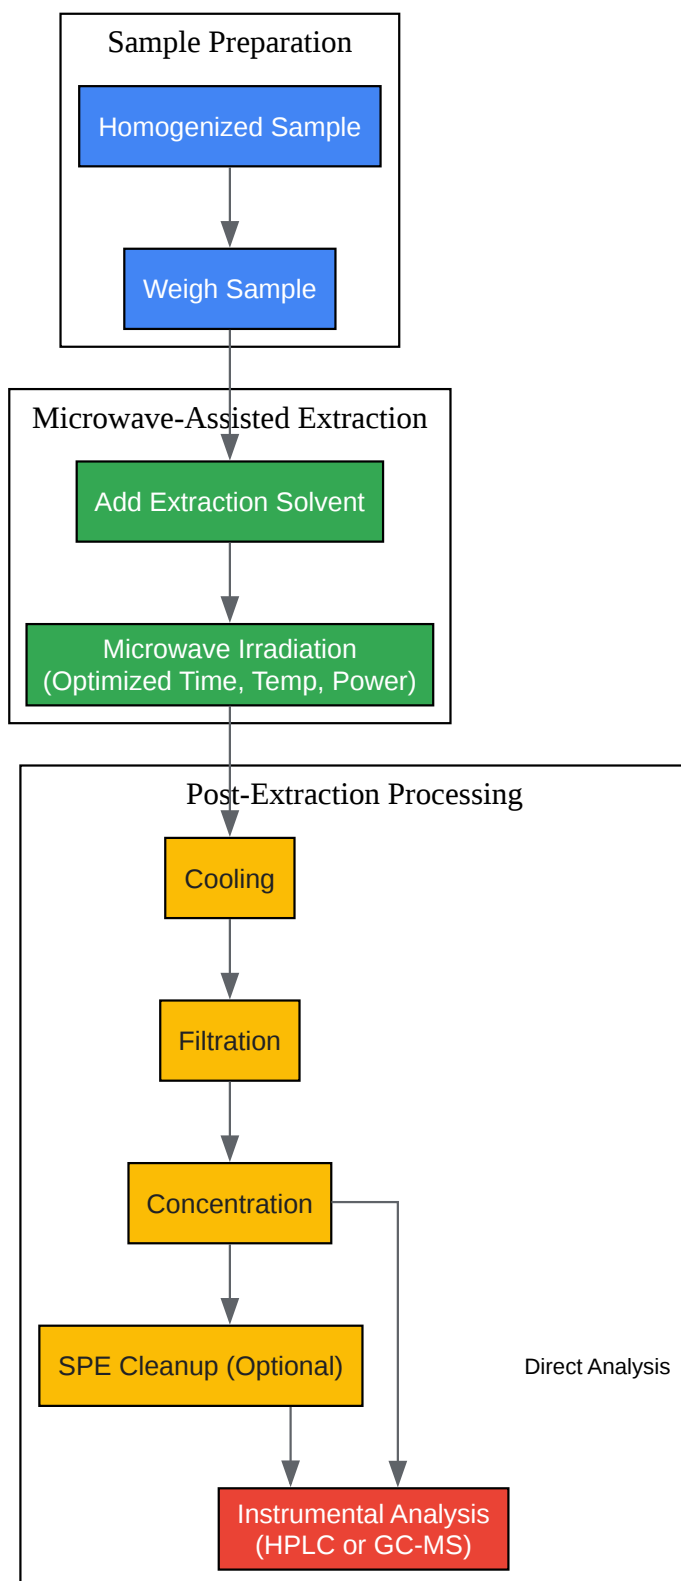 Sample Preparation
Homogenized Sample
Weigh Sample
Microwave-Assisted Extraction
Add Extraction Solvent
Microwave Irradiation
(Optimized Time, Temp, Power)
Post-Extraction Processing
Cooling
Filtration
Concentration
SPE Cleanup (Optional)
Direct Analysis
Instrumental Analysis
(HPLC or GC-MS)